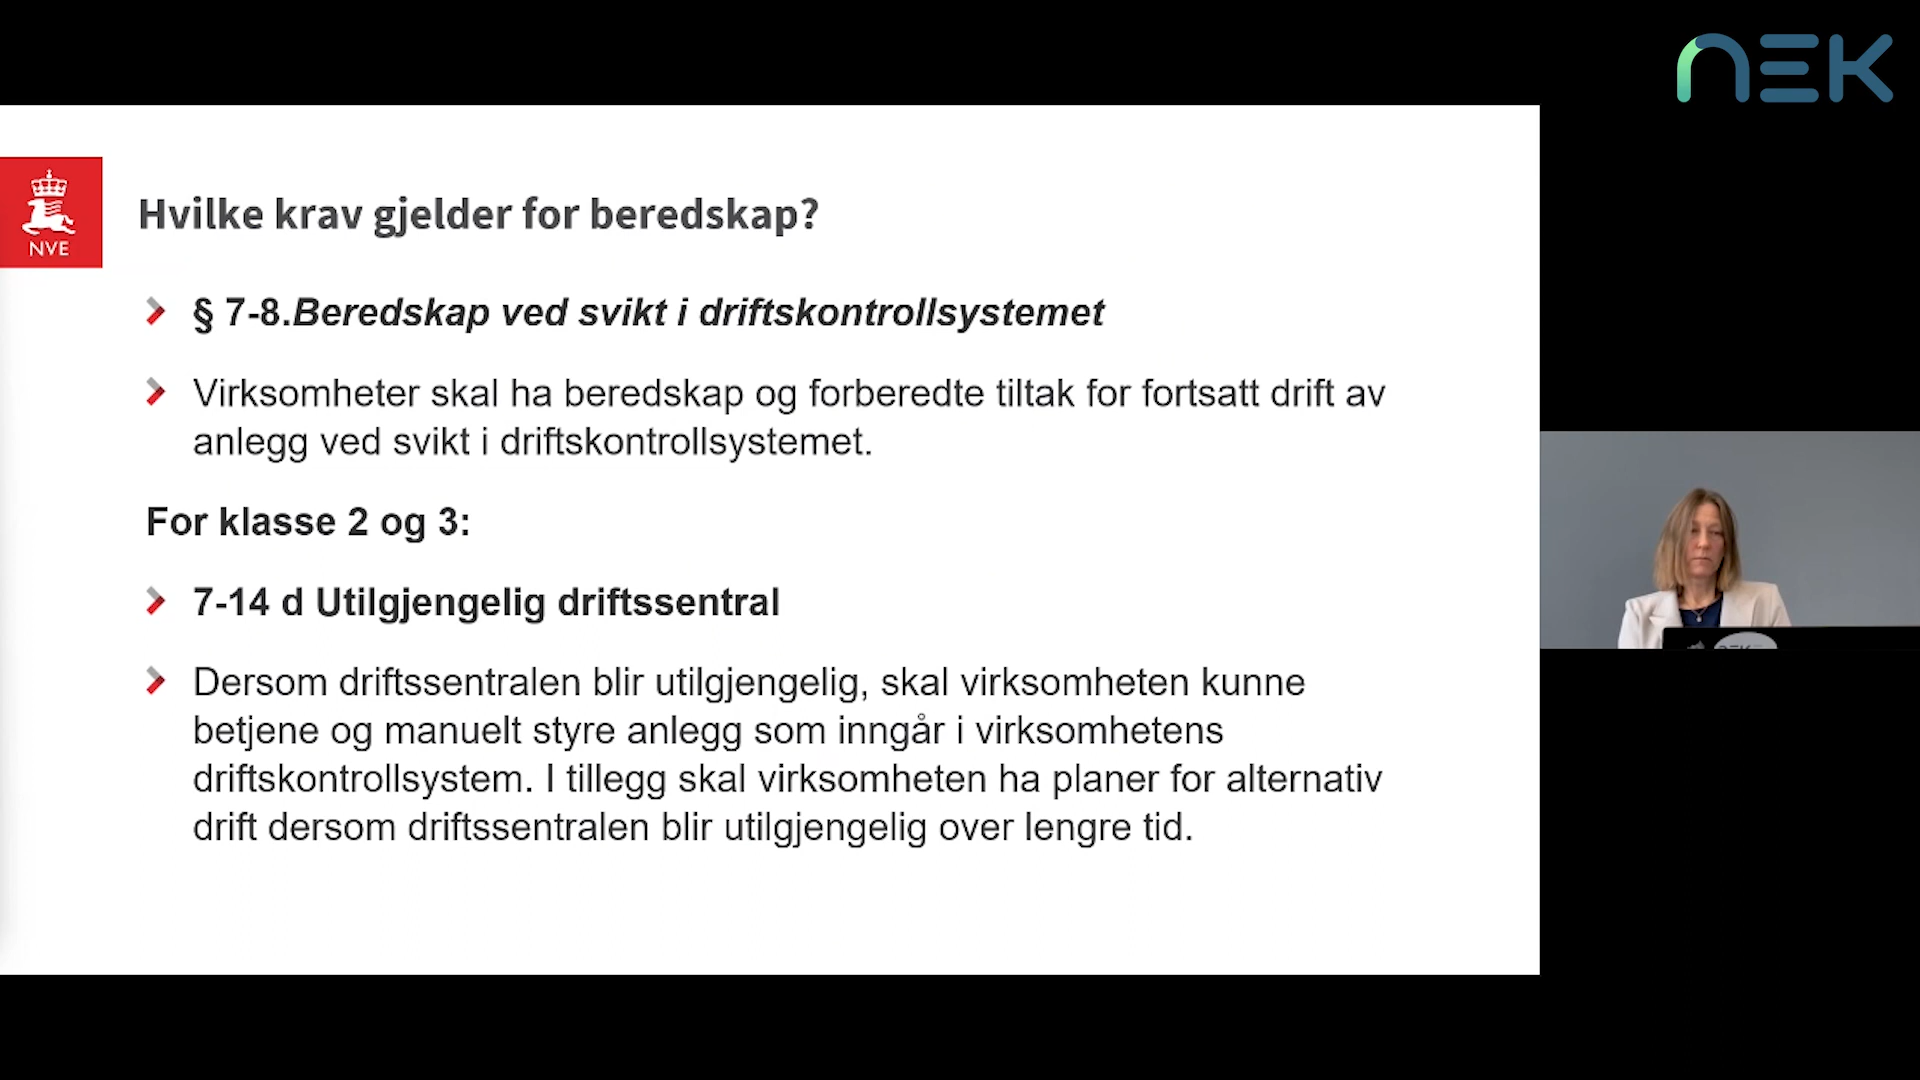 NEK
NVE
Hvilke krav gjelder for beredskap?
§ 7-8.Beredskap ved svikt i driftskontrollsystemet
Virksomheter skal ha beredskap og forberedte tiltak for fortsatt drift av
anlegg ved svikt i driftskontrollsystemet.
For klasse 2 og 3:
7-14 d Utilgjengelig driftssentral
Dersom driftssentralen blir utilgjengelig, skal virksomheten kunne
betjene og manuelt styre anlegg som inngår i virksomhetens
driftskontrollsystem. I tillegg skal virksomheten ha planer for alternativ
drift dersom driftssentralen blir utilgjengelig over lengre tid.